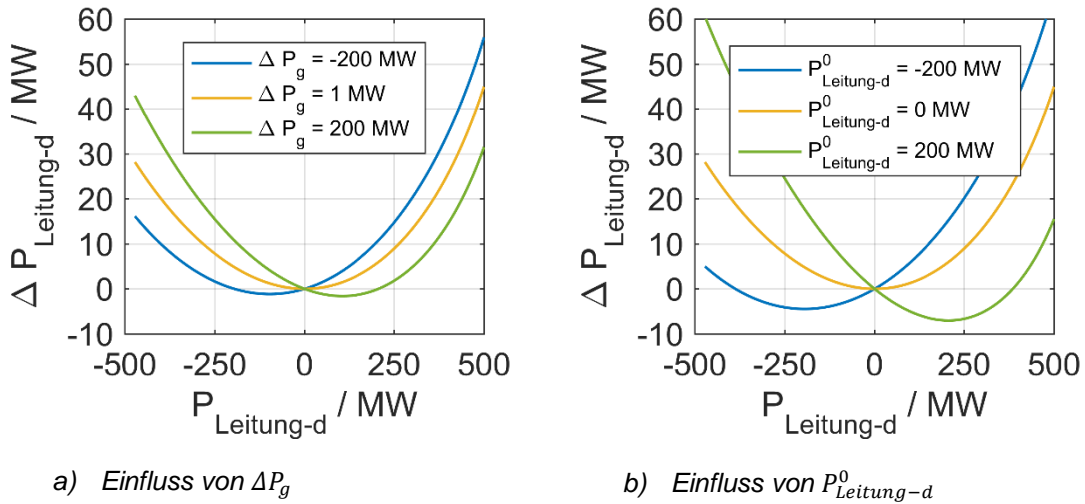 60
50
40
30
20
10
0
-10
-500 -250 0 250 500
Δ P_Leitung-d / MW
P_Leitung-d / MW
Δ P_g = -200 MW
Δ P_g = 1 MW
Δ P_g = 200 MW
a) Einfluss von ΔP_g
60
50
40
30
20
10
0
-10
-500 -250 0 250 500
Δ P_Leitung-d / MW
P_Leitung-d / MW
P^0_Leitung-d = -200 MW
P^0_Leitung-d = 0 MW
P^0_Leitung-d = 200 MW
b) Einfluss von P^0_Leitung-d